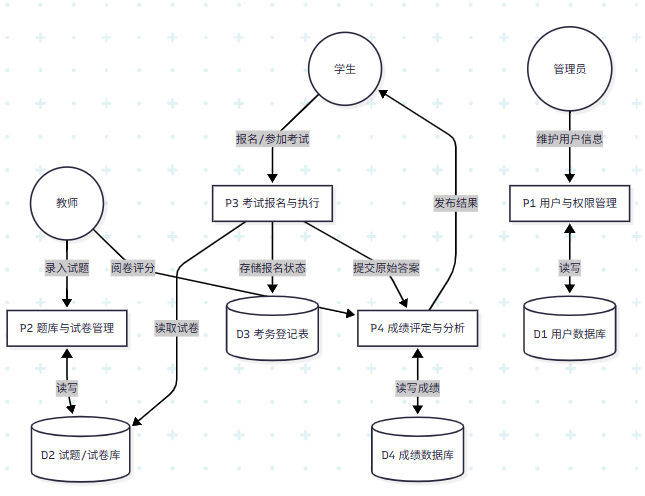 学生
管理员
报名/参加考试
维护用户信息
教师
P3 考试报名与执行
发布结果
P1 用户与权限管理
录入试题
阅卷评分
存储报名状态
提交原始答案
读写
P2 题库与试卷管理
读取试卷
D3 考务登记表
P4 成绩评定与分析
D1 用户数据库
读写
读写成绩
D2 试题/试卷库
D4 成绩数据库